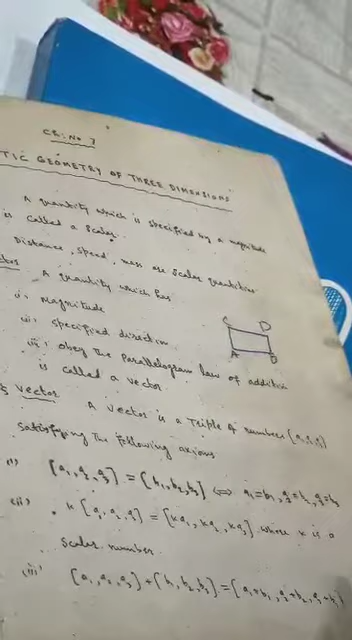 CH: No 7
TIC GEOMETRY OF THREE DIMENSIONS
A quantity which is specified by a magnitude
is called a scalar.
Distance, speed, mass are scalar quantities
A quantity which has
i. Magnitude
ii. Specified direction
iii. obey the parallelogram law of addition
is called a vector
C D
A B
Vector A vector is a triple of numbers
satisfying the following axioms
(i) [a₁, a₂, a₃] = [b₁, b₂, b₃] ⟺ a₁=b₁, a₂=b₂, a₃=b₃
(ii) k[a₁, a₂, a₃] = [ka₁, ka₂, ka₃] where k is a
scalar number.
(iii) [a₁, a₂, a₃] + [b₁, b₂, b₃] = [a₁+b₁, a₂+b₂, a₃+b₃]